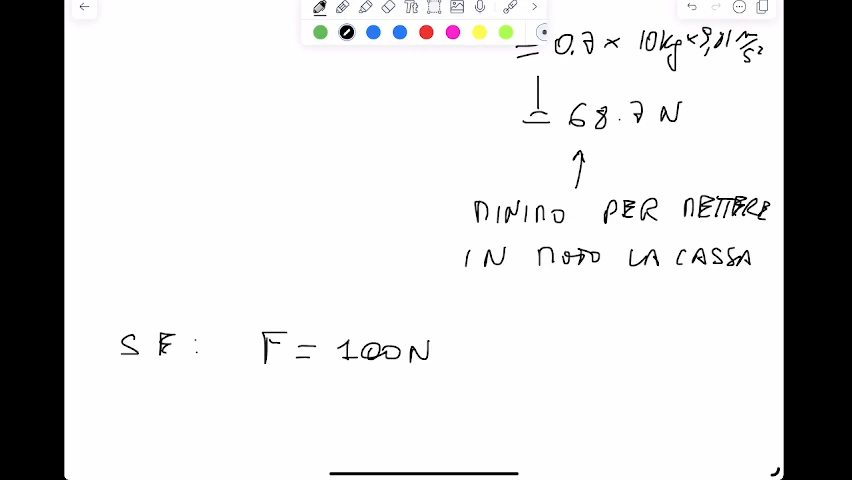 = 0.7 × 10kg × 9,81 m/s²
≐ 68.7 N
MINIMO PER METTERE
IN MOTO LA CASSA
SE: F = 100N